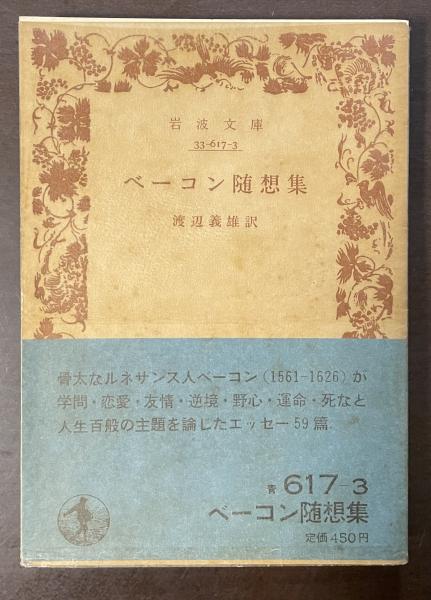 岩波文庫
33-617-3
ベーコン随想集
渡辺義雄訳
骨太なルネサンス人ベーコン(1561-1626)が
学問・恋愛・友情・逆境・野心・運命・死など
人生百般の主題を論じたエッセー59篇.
青 617-3
ベーコン随想集
定価450円